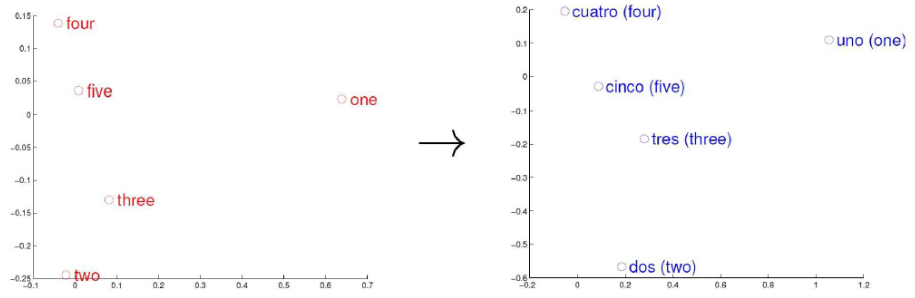 0.15
four
0.1
0.05
five
one
0
−0.05
−0.1
three
−0.15
−0.2
two
−0.25
−0.1 0 0.1 0.2 0.3 0.4 0.5 0.6 0.7
→
0.2
cuatro (four)
uno (one)
0.1
0
cinco (five)
−0.1
tres (three)
−0.2
−0.3
−0.4
−0.5
dos (two)
−0.6
−0.2 0 0.2 0.4 0.6 0.8 1 1.2